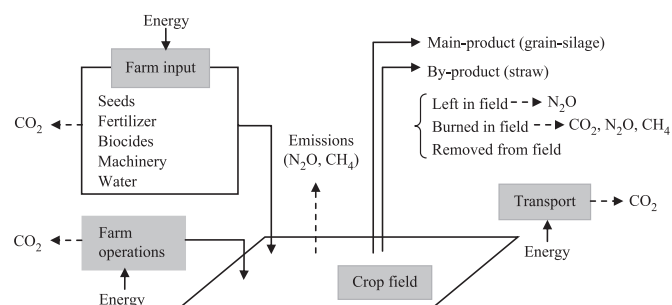 Energy
Farm input
Seeds
Fertilizer
Biocides
Machinery
Water
CO₂
Farm
operations
CO₂
Energy
Emissions
(N₂O, CH₄)
Main-product (grain-silage)
By-product (straw)
Left in field N₂O
Burned in field CO₂, N₂O, CH₄
Removed from field
Transport CO₂
Energy
Crop field